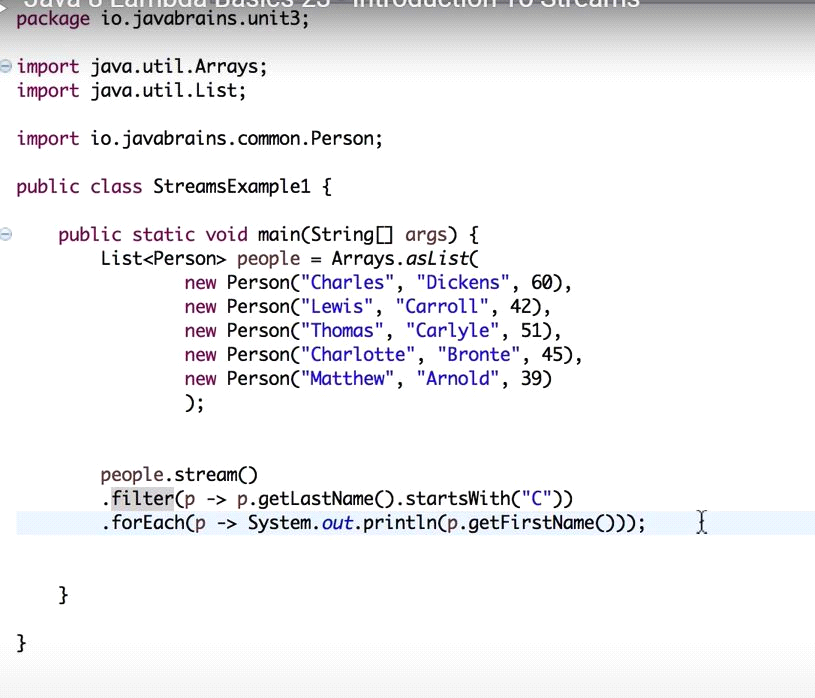 Java 8 Lambda Basics 23 - Introduction To Streams
package io.javabrains.unit3;
import java.util.Arrays;
import java.util.List;
import io.javabrains.common.Person;
public class StreamsExample1 {
public static void main(String[] args) {
List<Person> people = Arrays.asList(
new Person("Charles", "Dickens", 60),
new Person("Lewis", "Carroll", 42),
new Person("Thomas", "Carlyle", 51),
new Person("Charlotte", "Bronte", 45),
new Person("Matthew", "Arnold", 39)
);
people.stream()
.filter(p -> p.getLastName().startsWith("C"))
.forEach(p -> System.out.println(p.getFirstName()));
}
}